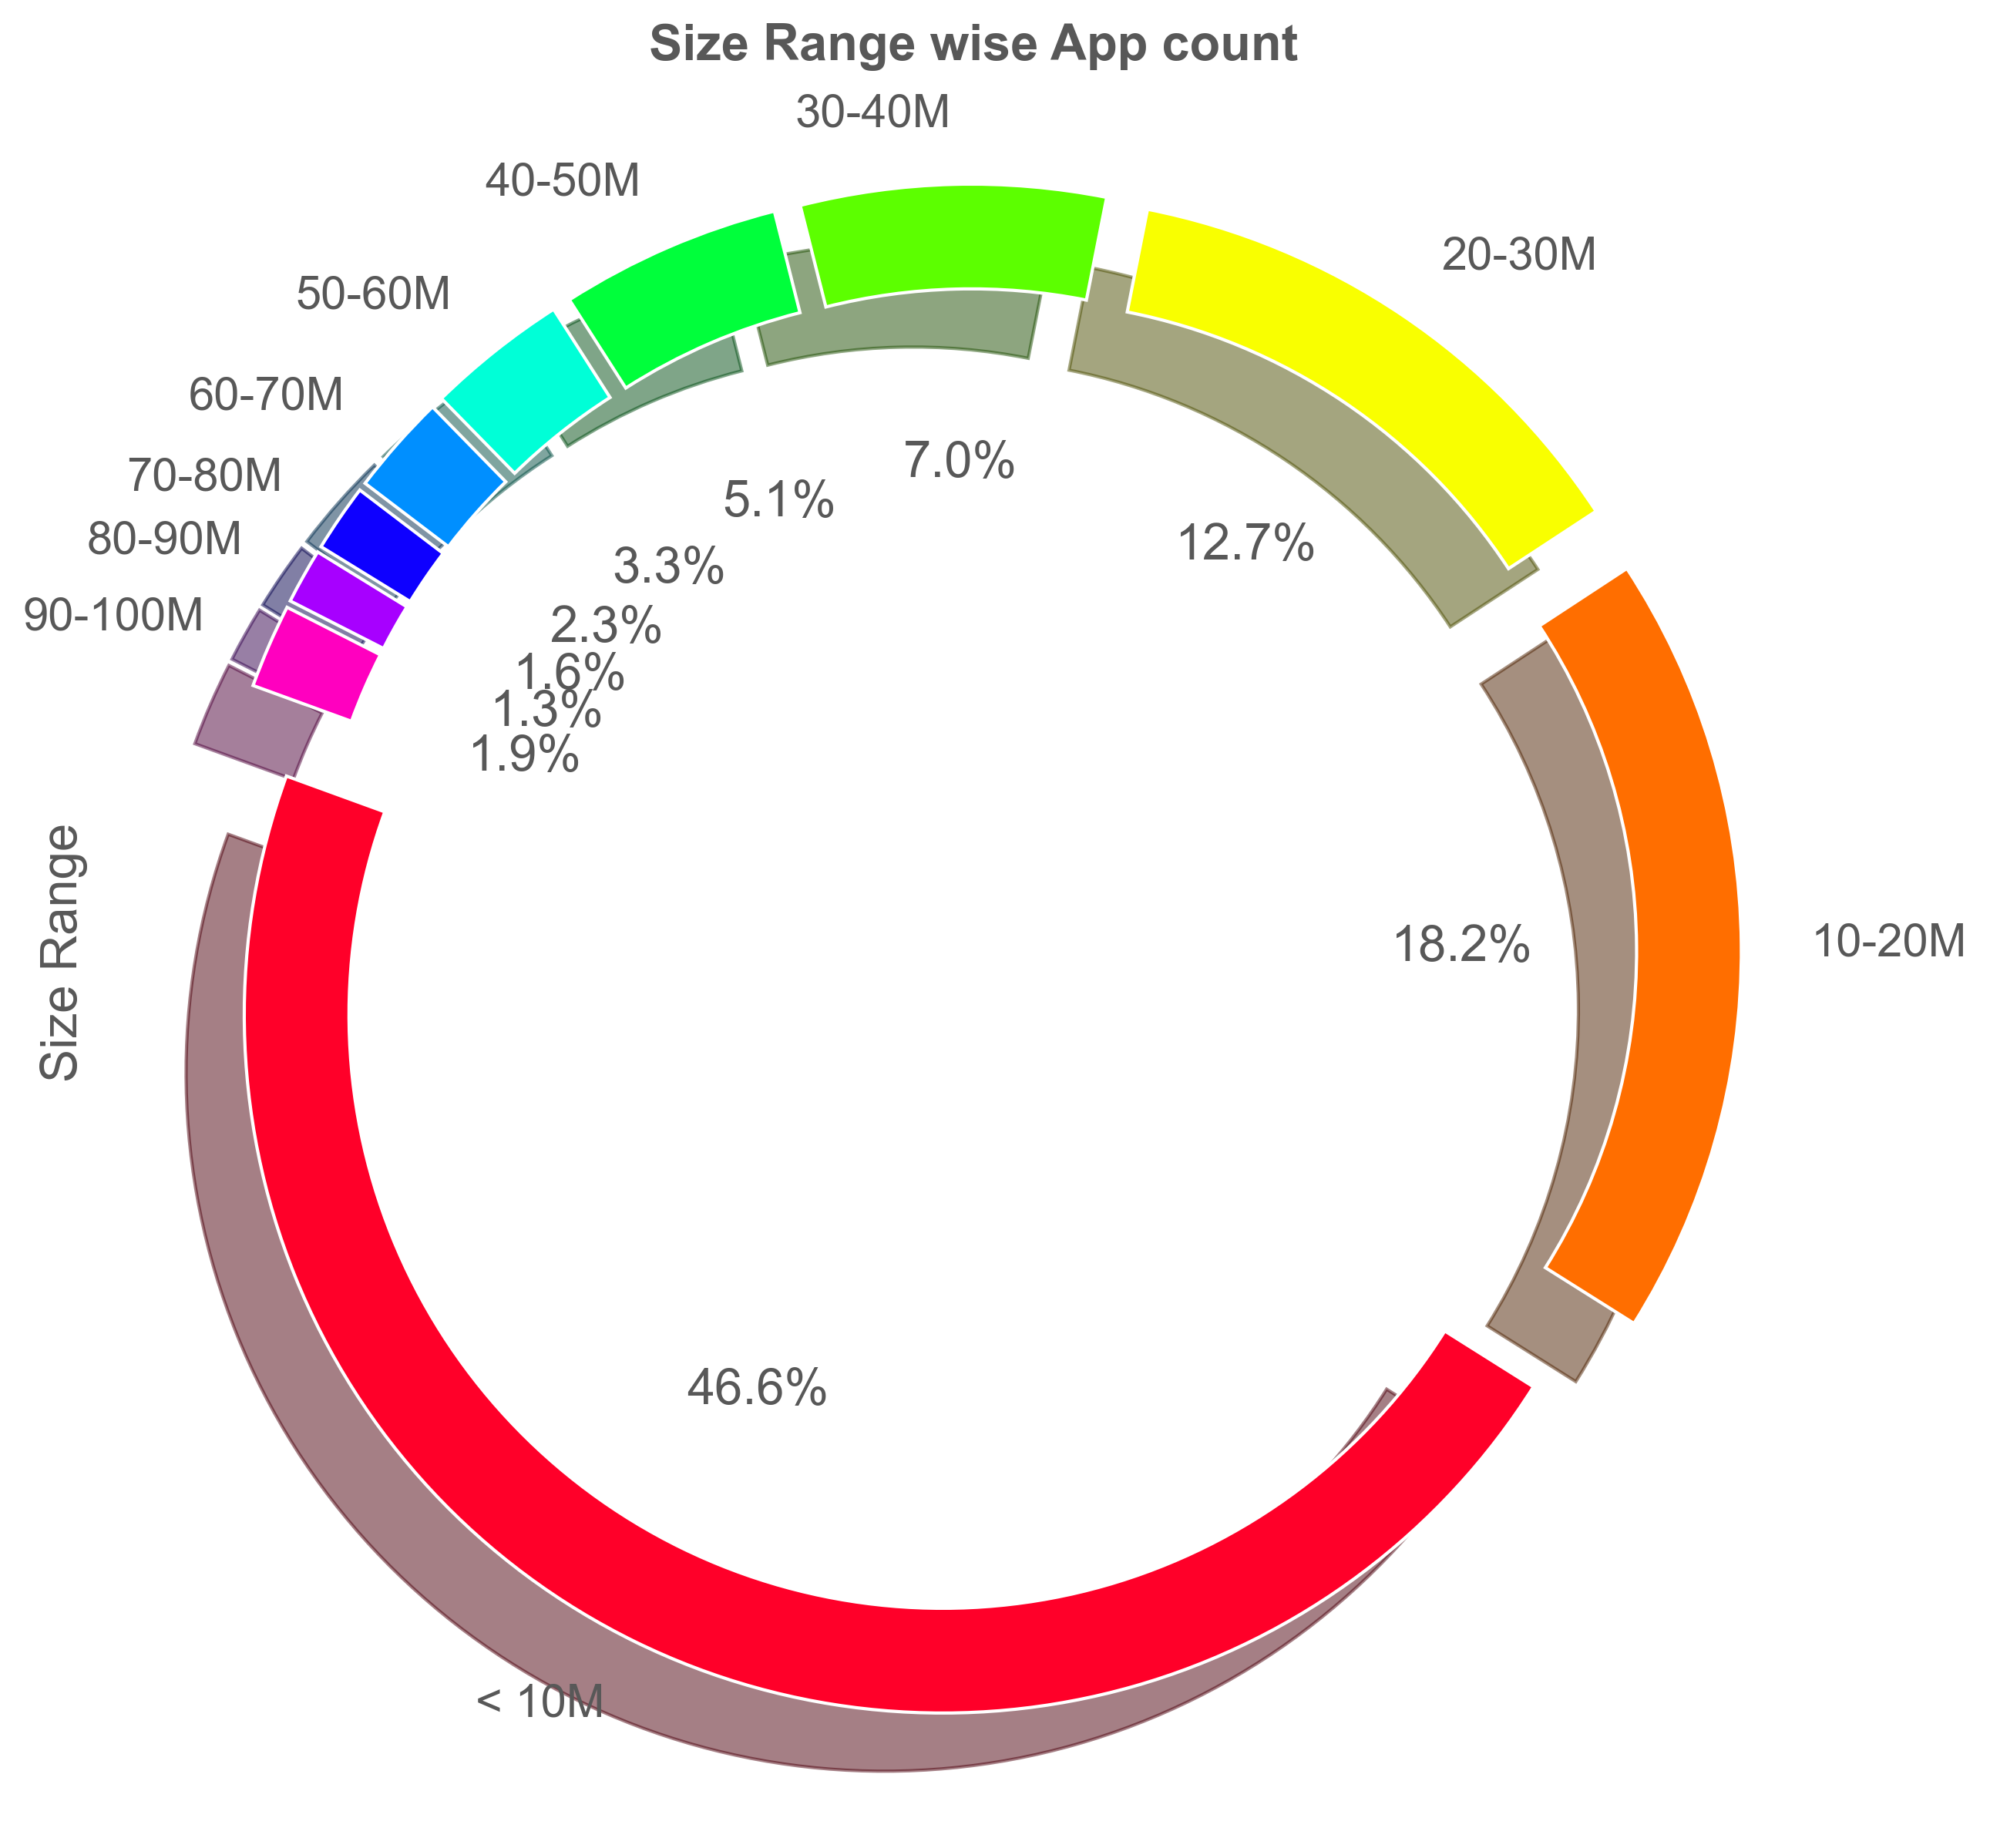 Size Range wise App count
30-40M
40-50M
20-30M
50-60M
60-70M
70-80M
80-90M
90-100M
7.0%
5.1%
12.7%
3.3%
2.3%
1.6%
1.3%
1.9%
Size Range
18.2%
10-20M
46.6%
< 10M